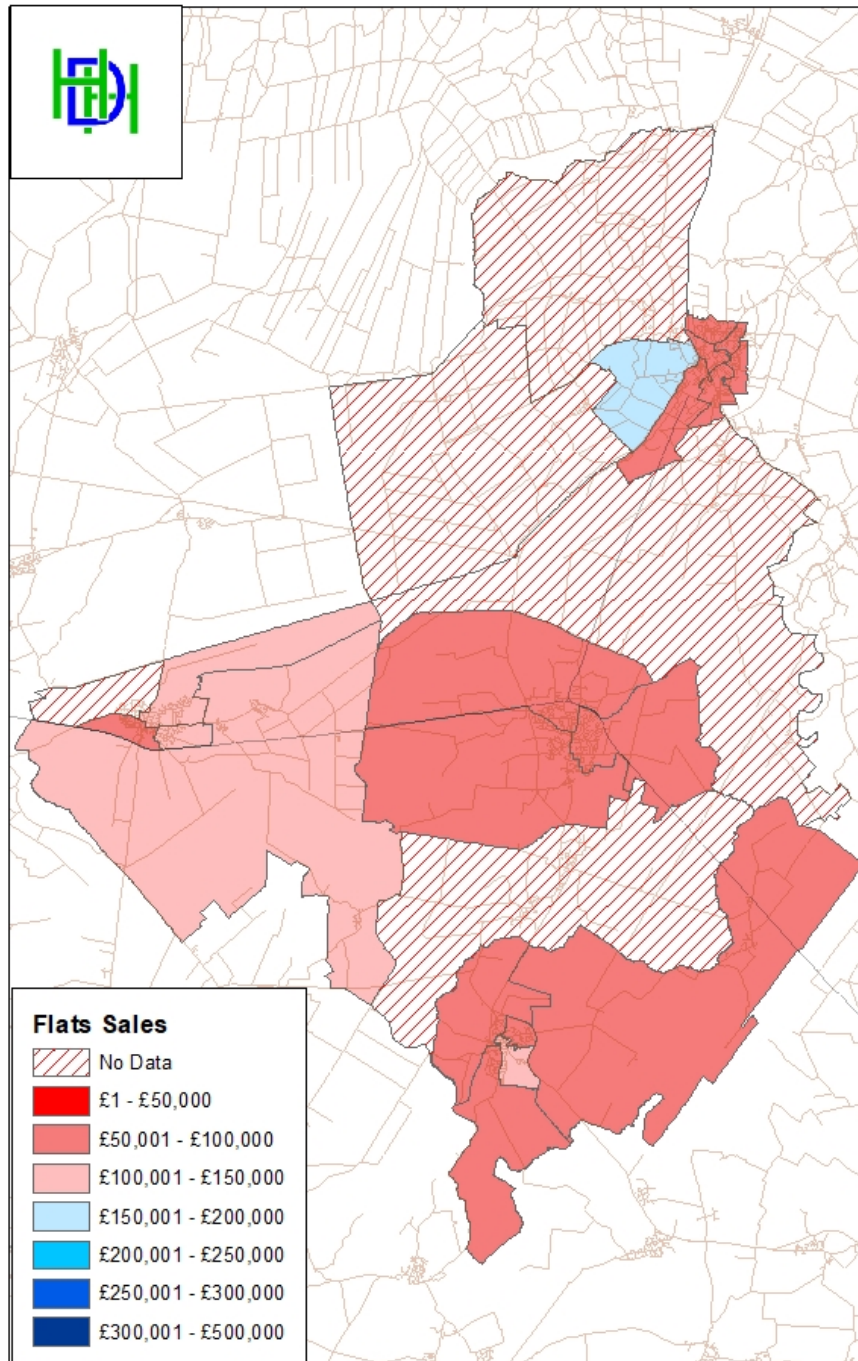 HDH
Flats Sales
No Data
£1 - £50,000
£50,001 - £100,000
£100,001 - £150,000
£150,001 - £200,000
£200,001 - £250,000
£250,001 - £300,000
£300,001 - £500,000